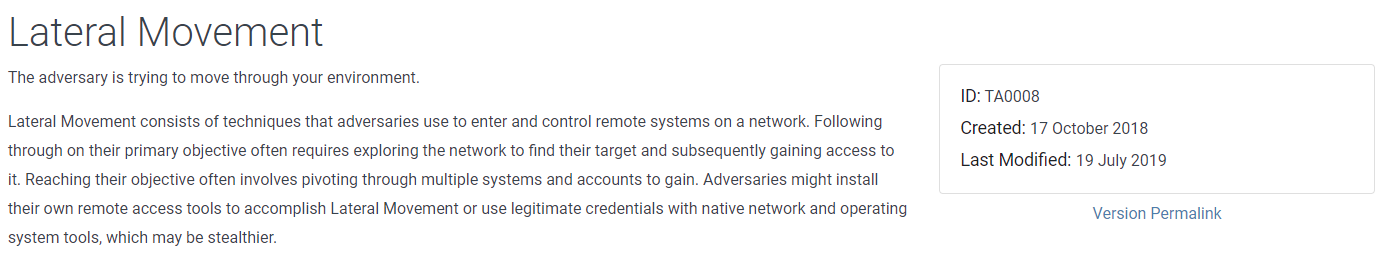 Lateral Movement
The adversary is trying to move through your environment.
Lateral Movement consists of techniques that adversaries use to enter and control remote systems on a network. Following
through on their primary objective often requires exploring the network to find their target and subsequently gaining access to
it. Reaching their objective often involves pivoting through multiple systems and accounts to gain. Adversaries might install
their own remote access tools to accomplish Lateral Movement or use legitimate credentials with native network and operating
system tools, which may be stealthier.
ID: TA0008
Created: 17 October 2018
Last Modified: 19 July 2019
Version Permalink